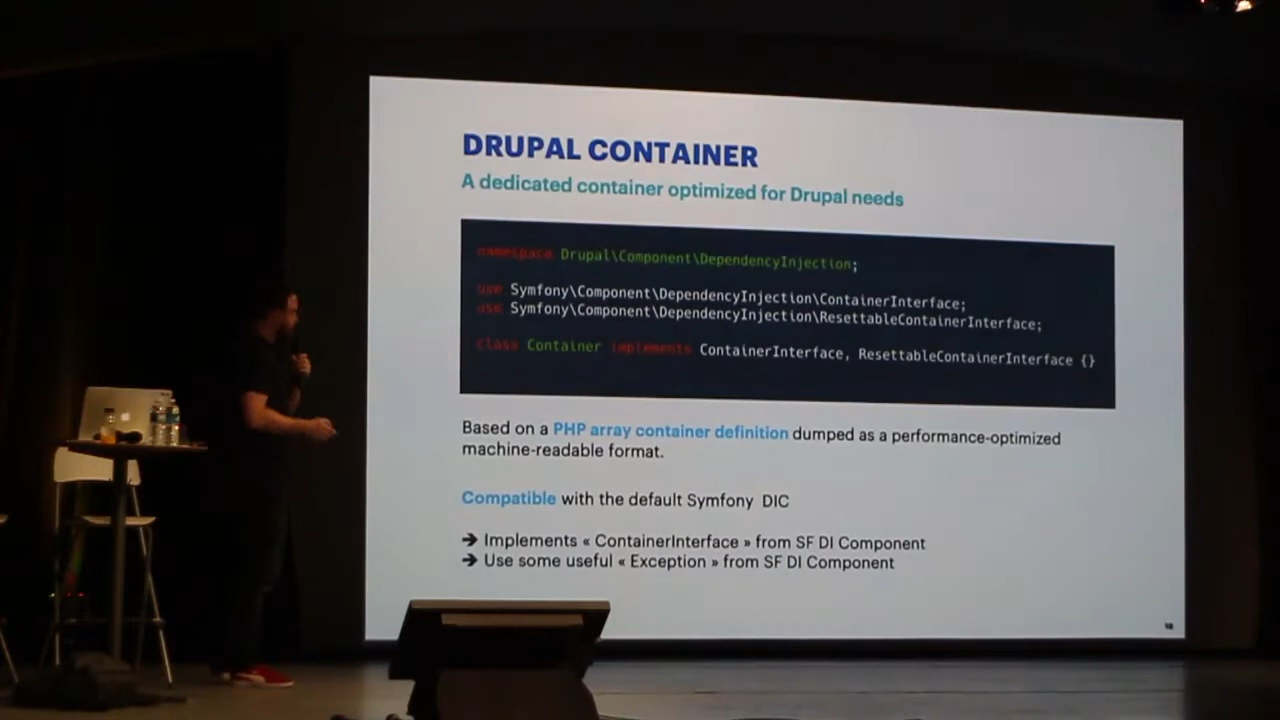 DRUPAL CONTAINER
A dedicated container optimized for Drupal needs
namespace Drupal\Component\DependencyInjection;
use Symfony\Component\DependencyInjection\ContainerInterface;
use Symfony\Component\DependencyInjection\ResettableContainerInterface;
class Container implements ContainerInterface, ResettableContainerInterface {}
Based on a PHP array container definition dumped as a performance-optimized
machine-readable format.
Compatible with the default Symfony DIC
➔ Implements « ContainerInterface » from SF DI Component
➔ Use some useful « Exception » from SF DI Component